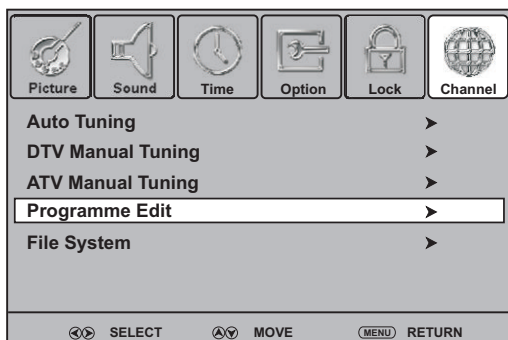 Picture Sound Time Option Lock Channel
Auto Tuning
DTV Manual Tuning
ATV Manual Tuning
Programme Edit
File System
SELECT MOVE MENU RETURN